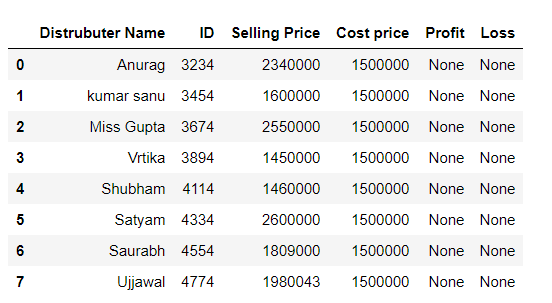 Distrubuter Name ID Selling Price Cost price Profit Loss
0 Anurag 3234 2340000 1500000 None None
1 kumar sanu 3454 1600000 1500000 None None
2 Miss Gupta 3674 2550000 1500000 None None
3 Vrtika 3894 1450000 1500000 None None
4 Shubham 4114 1460000 1500000 None None
5 Satyam 4334 2600000 1500000 None None
6 Saurabh 4554 1809000 1500000 None None
7 Ujjawal 4774 1980043 1500000 None None